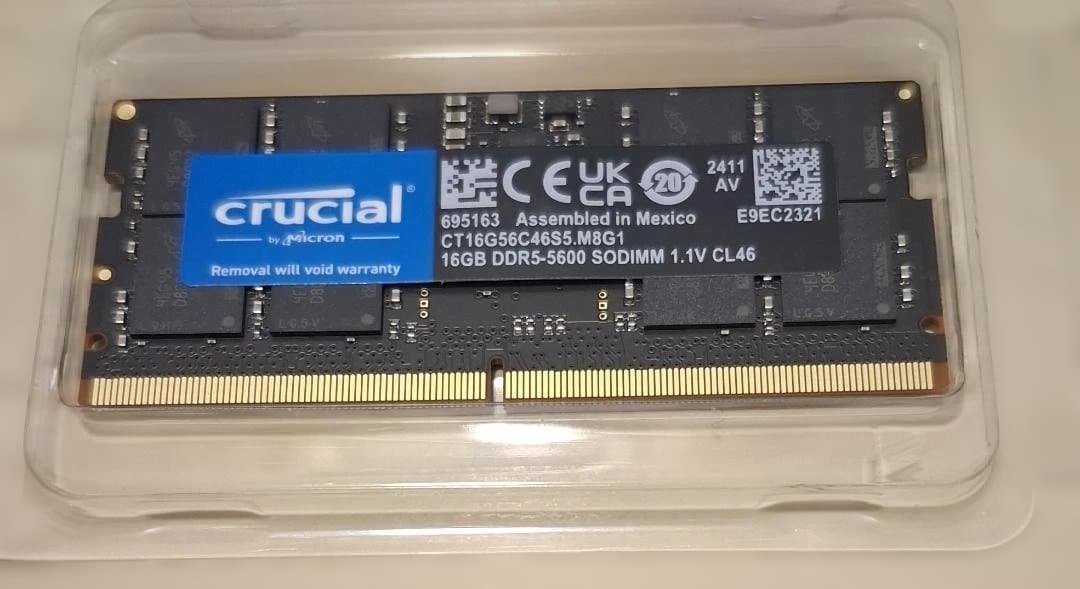 crucial®
by Micron
Removal will void warranty
CE UK CA 20 2411
AV
695163 Assembled in Mexico E9EC2321
CT16G56C46S5.M8G1
16GB DDR5-5600 SODIMM 1.1V CL46